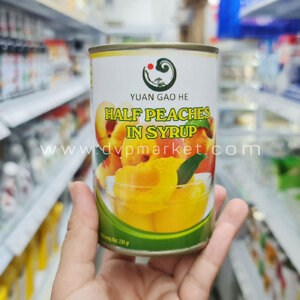 YUAN GAO HE
HALF PEACHES
IN SYRUP
www.dvpmarket.com